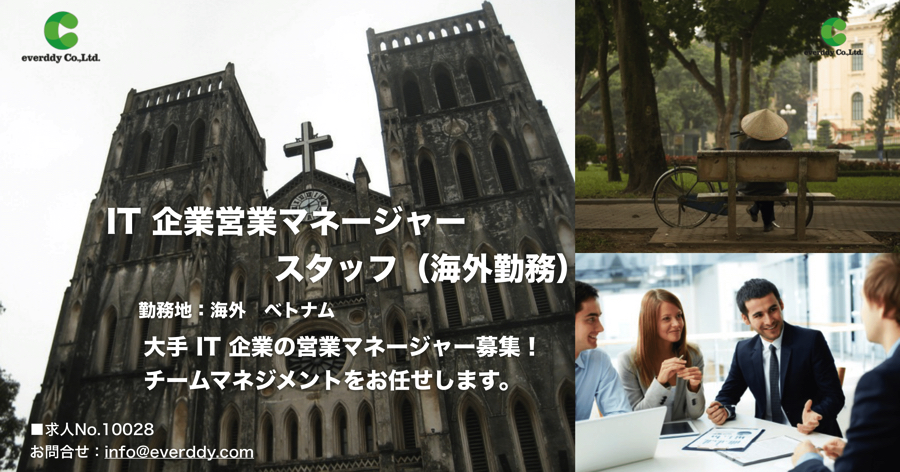 everddy Co.,Ltd.
everddy Co.,Ltd.
IT 企業営業マネージャー
スタッフ（海外勤務）
勤務地：海外　ベトナム
大手 IT 企業の営業マネージャー募集！
チームマネジメントをお任せします。
■求人No.10028
お問合せ：info@everddy.com